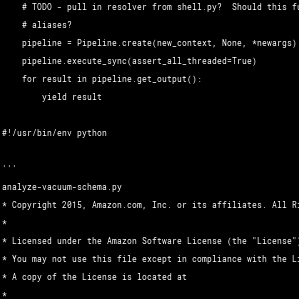 # TODO - pull in resolver from shell.py?  Should this
# aliases?
pipeline = Pipeline.create(new_context, None, *newargs)
pipeline.execute_sync(assert_all_threaded=True)
for result in pipeline.get_output():
yield result
#!/usr/bin/env python
...
analyze-vacuum-schema.py
* Copyright 2015, Amazon.com, Inc. or its affiliates. All
*
* Licensed under the Amazon Software License (the "License"
* You may not use this file except in compliance with the
* A copy of the License is located at
*